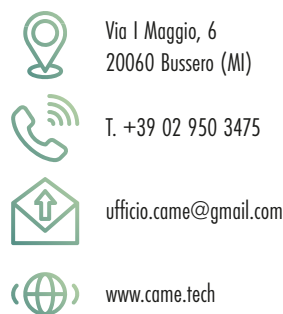 Via I Maggio, 6
20060 Bussero (MI)
T. +39 02 950 3475
ufficio.came@gmail.com
www.came.tech